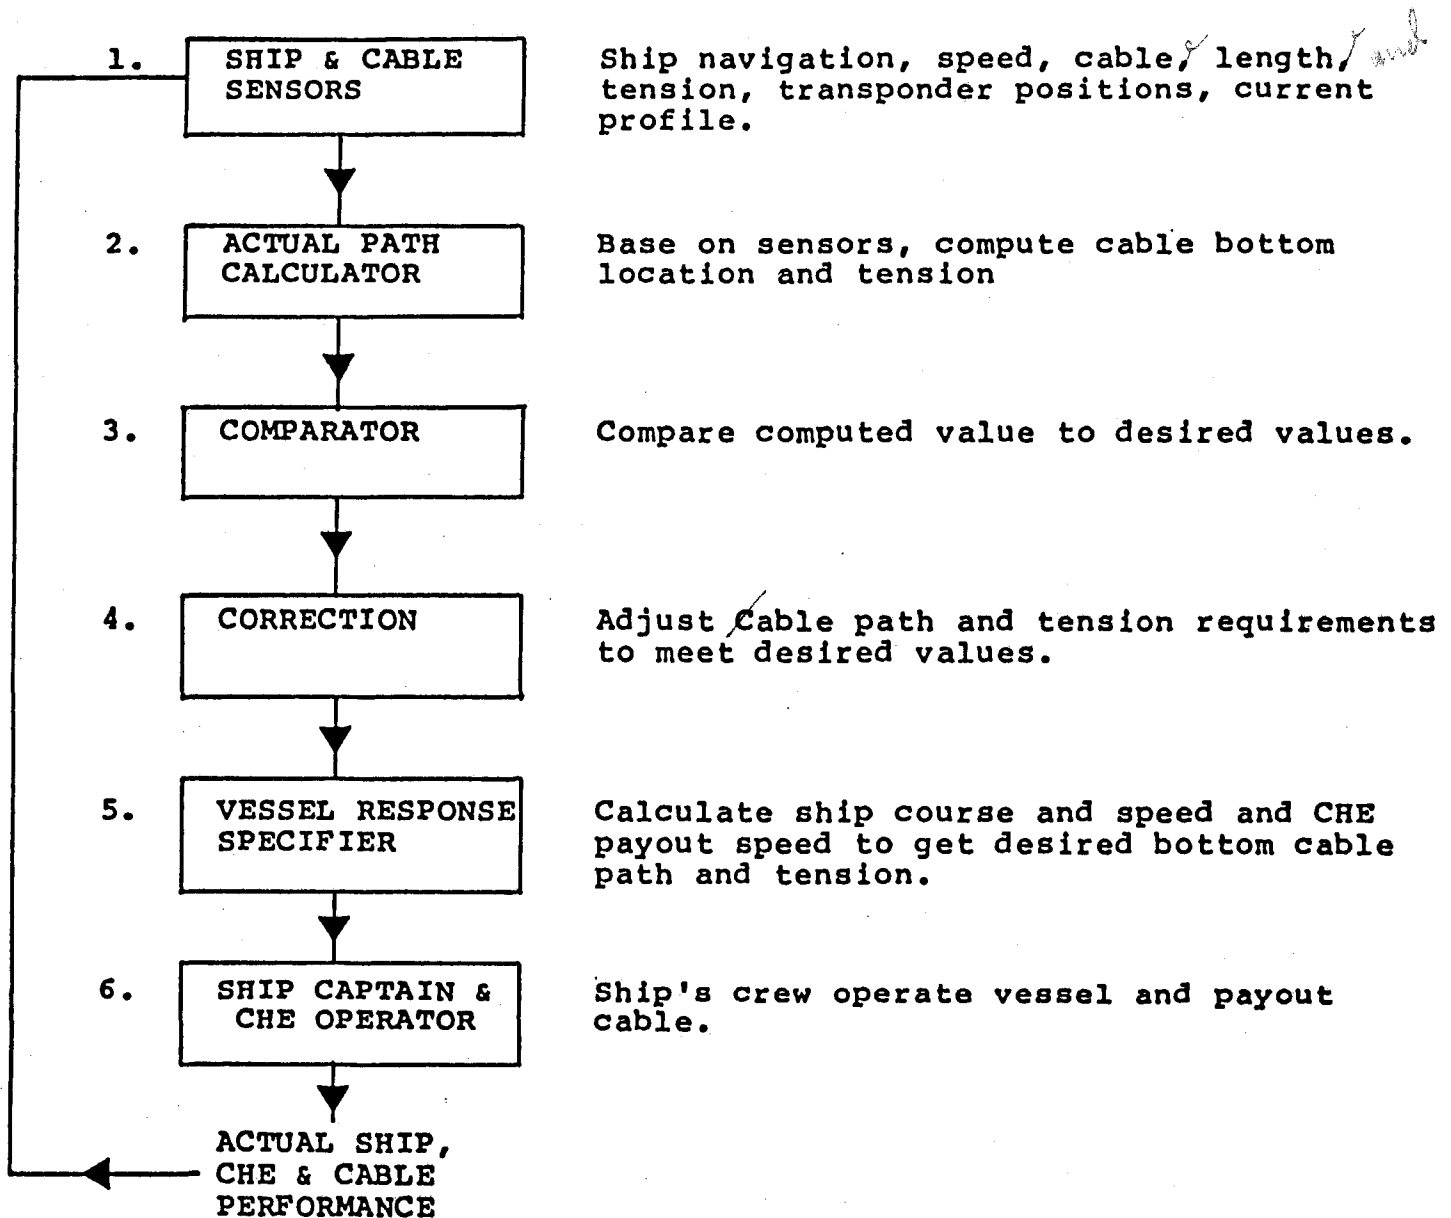 1. SHIP & CABLE SENSORS
Ship navigation, speed, cable, length, and
tension, transponder positions, current
profile.
2. ACTUAL PATH CALCULATOR
Base on sensors, compute cable bottom
location and tension
3. COMPARATOR
Compare computed value to desired values.
4. CORRECTION
Adjust Cable path and tension requirements
to meet desired values.
5. VESSEL RESPONSE SPECIFIER
Calculate ship course and speed and CHE
payout speed to get desired bottom cable
path and tension.
6. SHIP CAPTAIN & CHE OPERATOR
Ship's crew operate vessel and payout
cable.
ACTUAL SHIP,
CHE & CABLE
PERFORMANCE